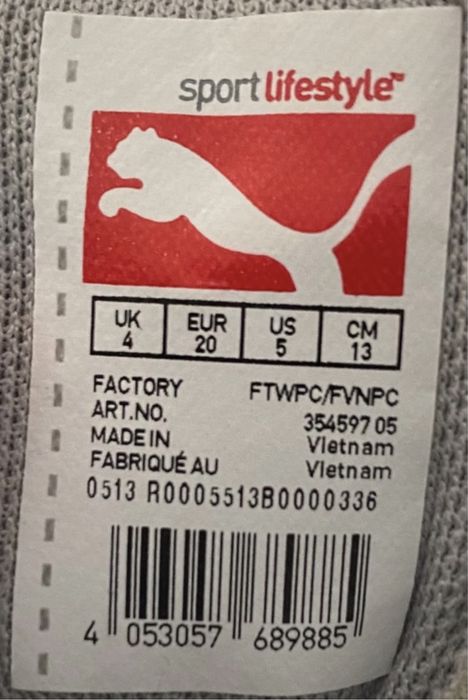 sport lifestyle™
UK EUR US CM
4 20 5 13
FACTORY FTWPC/FVNPC
ART.NO. 354597 05
MADE IN Vietnam
FABRIQUÉ AU Vietnam
0513 R0005513B0000336
4 053057 689885